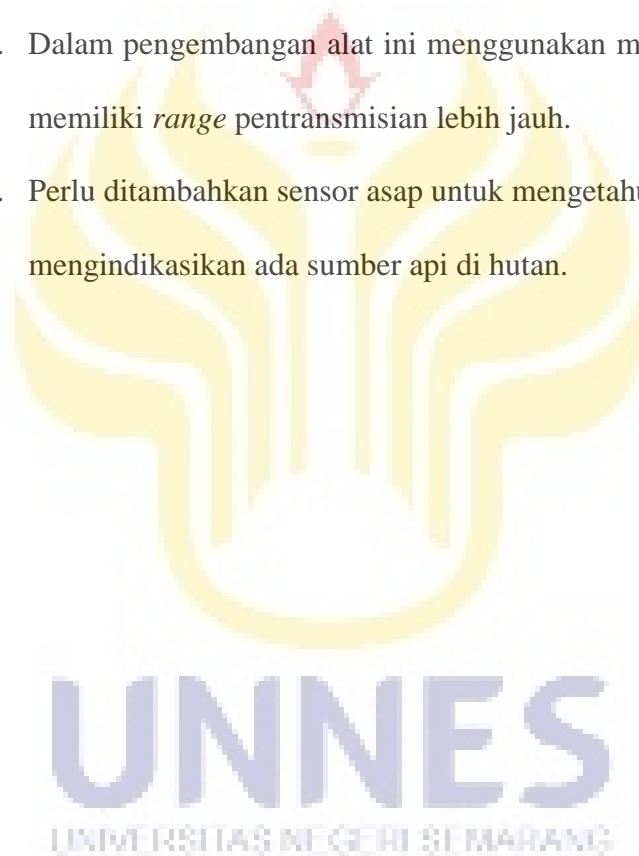 . Dalam pengembangan alat ini menggunakan m
memiliki range pentransmisian lebih jauh.
. Perlu ditambahkan sensor asap untuk mengetahu
mengindikasikan ada sumber api di hutan.
UNNES
UNIVERSITAS NEGERI SEMARANG